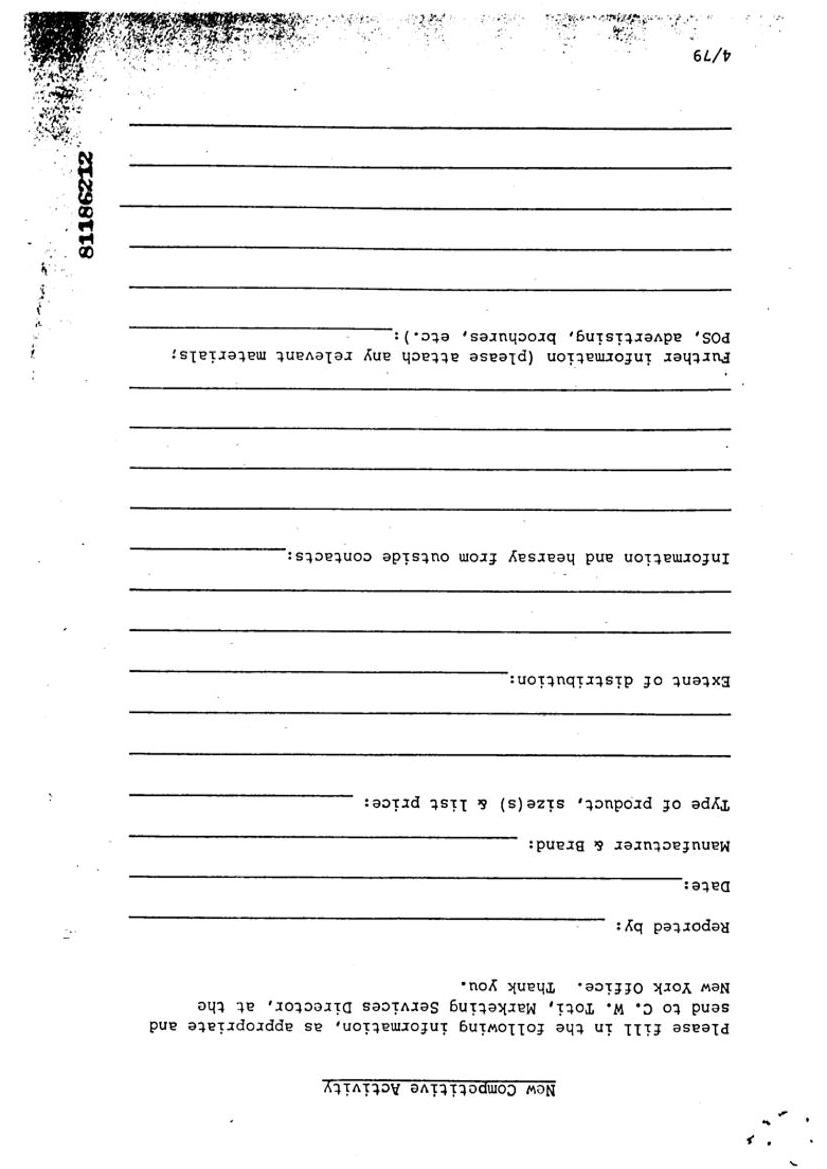 New Competitive Activity
Please fill in the following information, as appropriate and
send to C. W. Toti, Marketing Services Director, at the
New York Office. Thank you.
Reported by:
Date:
Manufacturer & Brand:
Type of product, size(s) & list price:
Extent of distribution:
Information and hearsay from outside contacts:
Further information (please attach any relevant materials;
POS, advertising, brochures, etc.):
4/79
81186212